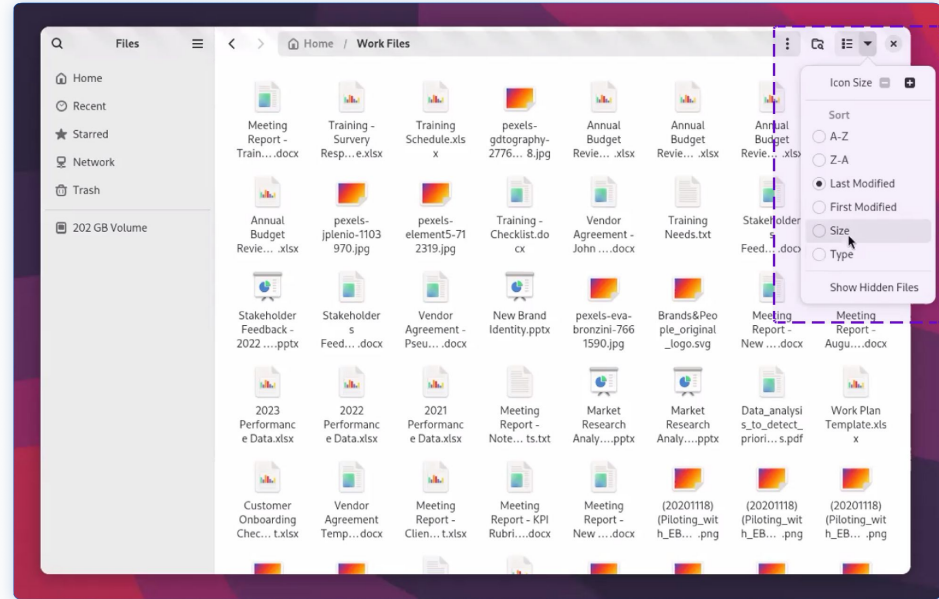 Files
Home / Work Files
Home
Recent
Starred
Network
Trash
202 GB Volume
Icon Size
Sort
A-Z
Z-A
Last Modified
First Modified
Size
Type
Show Hidden Files
Meeting
Report -
Train....docx
Training -
Survery
Resp...e.xlsx
Training
Schedule.xls
x
pexels-
gdtography-
2776... 8.jpg
Annual
Budget
Revie... .xlsx
Annual
Budget
Revie... .xlsx
Annual
Budget
Revie... .xlsx
Annual
Budget
Revie... .xlsx
pexels-
jplenio-1103
970.jpg
pexels-
element5-71
2319.jpg
Training -
Checklist.do
cx
Vendor
Agreement -
John ....docx
Training
Needs.txt
Stakeholder
s
Feed....docx
Stakeholder
Feedback -
2022 ....pptx
Stakeholder
s
Feed....docx
Vendor
Agreement -
Pseu... .docx
New Brand
Identity.pptx
pexels-eva-
bronzini-766
1590.jpg
Brands&Peo
ple_original
_logo.svg
Meeting
Report -
New ....docx
Meeting
Report -
Augu....docx
2023
Performanc
e Data.xlsx
2022
Performanc
e Data.xlsx
2021
Performanc
e Data.xlsx
Meeting
Report -
Note... ts.txt
Market
Research
Analy....pptx
Market
Research
Analy....pptx
Data_analysi
s_to_detect_
priori... s.pdf
Work Plan
Template.xls
x
Customer
Onboarding
Chec... t.xlsx
Vendor
Agreement
Temp....docx
Meeting
Report -
Clien... t.xlsx
Meeting
Report - KPI
Rubri....docx
Meeting
Report -
New ....docx
(20201118)
(Piloting_wit
h_EB... .png
(20201118)
(Piloting_wit
h_EB... .png
(20201118)
(Piloting_wit
h_EB... .png